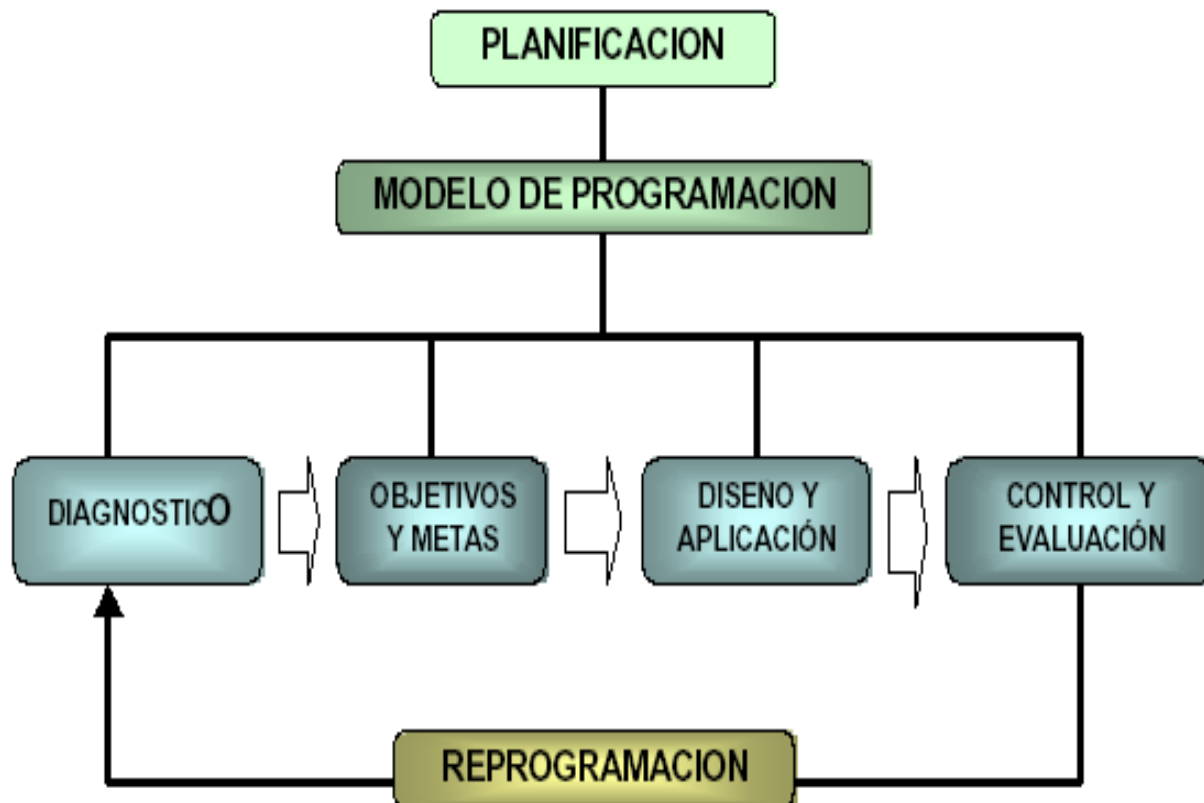 PLANIFICACION
MODELO DE PROGRAMACION
DIAGNOSTICO
OBJETIVOS
Y METAS
DISENO Y
APLICACIÓN
CONTROL Y
EVALUACIÓN
REPROGRAMACION